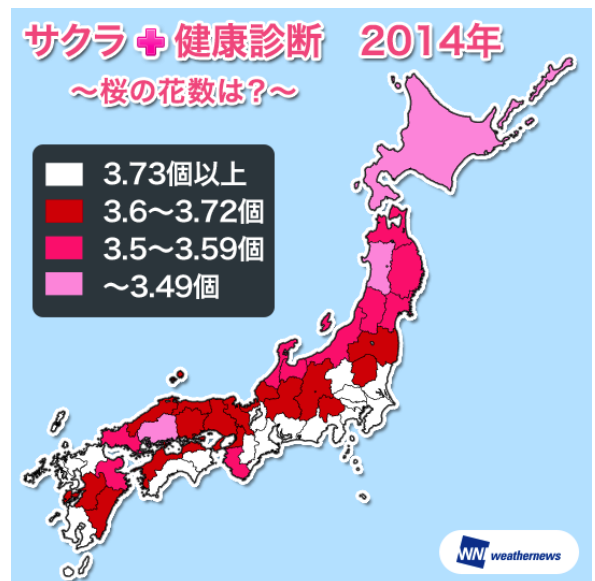 サクラ 健康診断 2014年
〜桜の花数は?〜
3.73個以上
3.6〜3.72個
3.5〜3.59個
〜3.49個
WNI weathernews